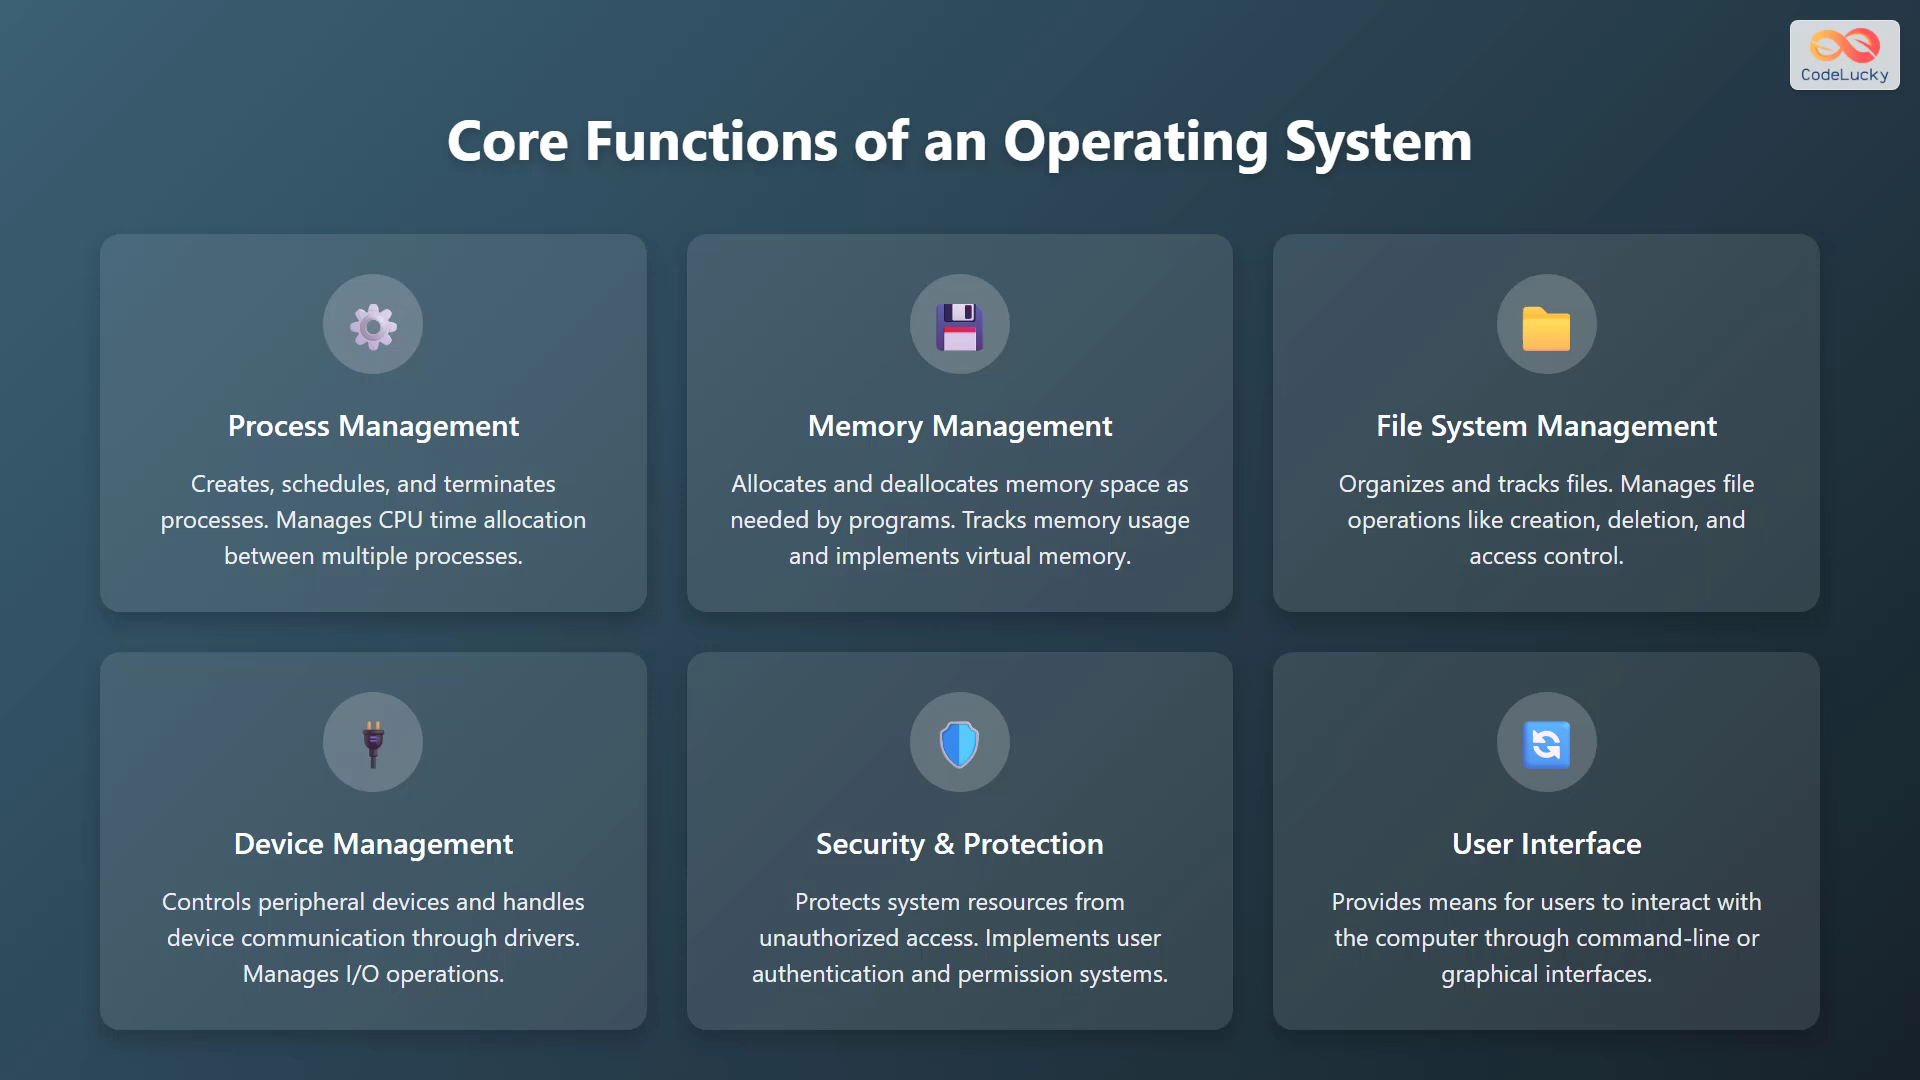 CodeLucky
Core Functions of an Operating System
Process Management
Creates, schedules, and terminates
processes. Manages CPU time allocation
between multiple processes.
Memory Management
Allocates and deallocates memory space as
needed by programs. Tracks memory usage
and implements virtual memory.
File System Management
Organizes and tracks files. Manages file
operations like creation, deletion, and
access control.
Device Management
Controls peripheral devices and handles
device communication through drivers.
Manages I/O operations.
Security & Protection
Protects system resources from
unauthorized access. Implements user
authentication and permission systems.
User Interface
Provides means for users to interact with
the computer through command-line or
graphical interfaces.